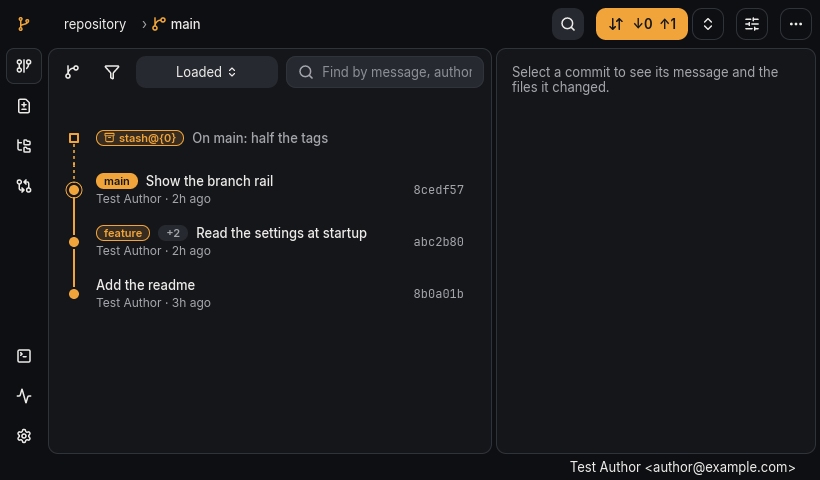 repository › main ↓0 ↑1
Loaded Find by message, author
Select a commit to see its message and the
files it changed.
stash@{0} On main: half the tags
main Show the branch rail
Test Author · 2h ago 8cedf57
feature +2 Read the settings at startup
Test Author · 2h ago abc2b80
Add the readme
Test Author · 3h ago 8b0a01b
Test Author <author@example.com>